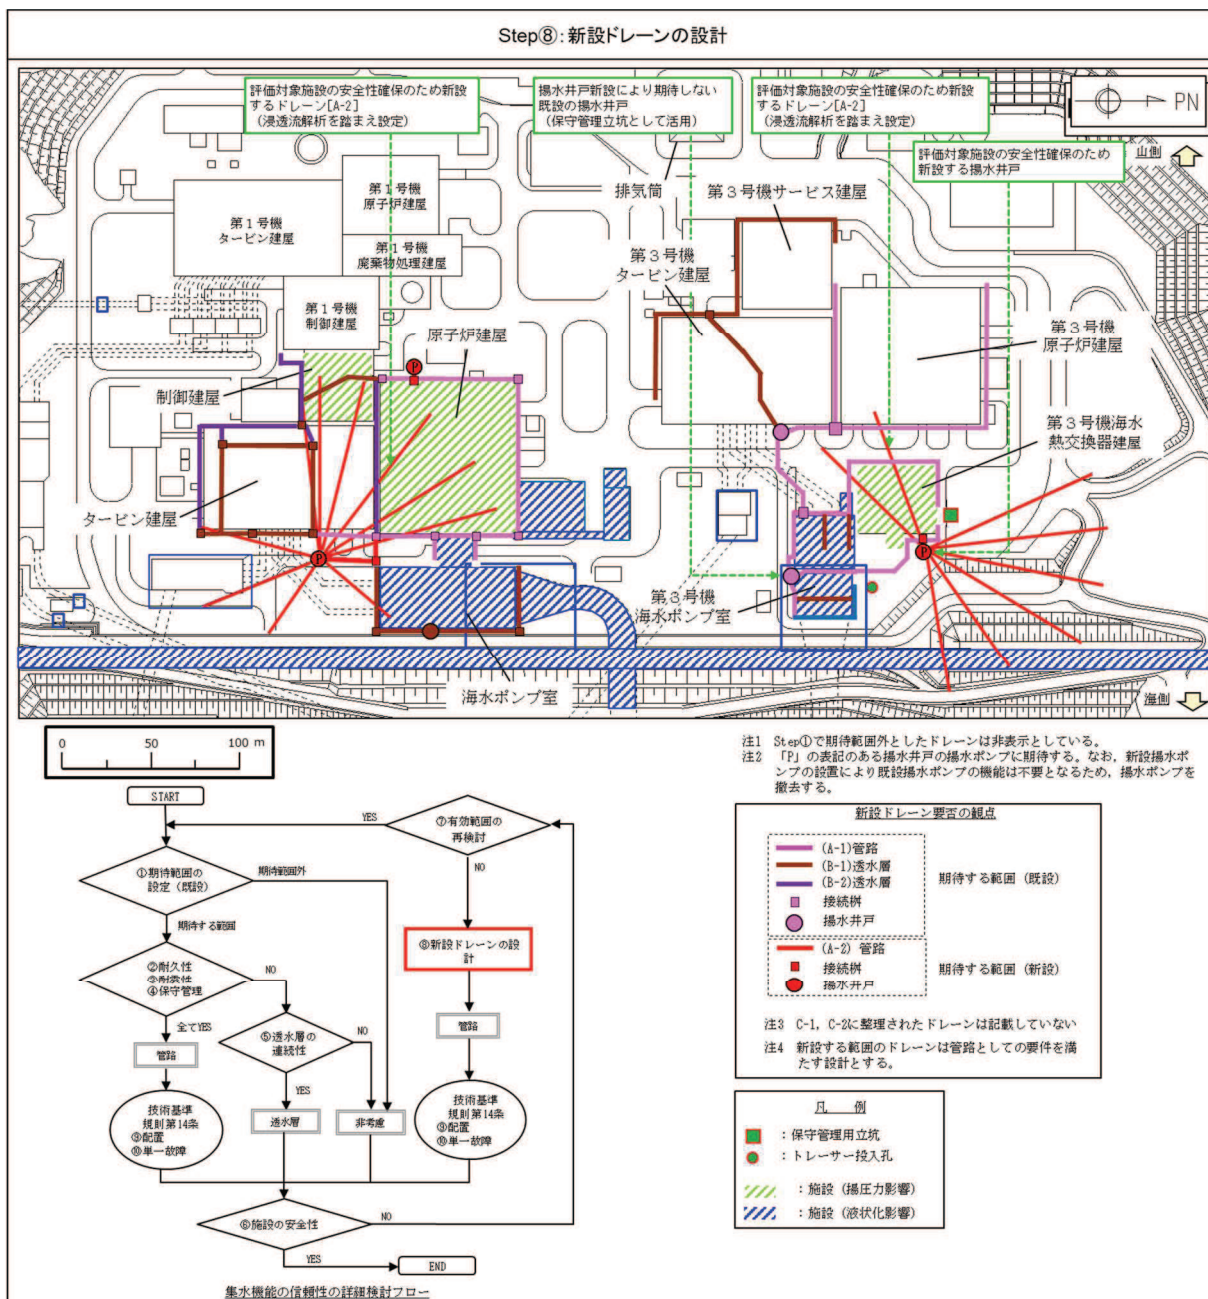 Step⑧:新設ドレーンの設計
評価対象施設の安全性確保のため新設
するドレーン[A-2]
(浸透流解析を踏まえ設定)
揚水井戸新設により期待しない
既設の揚水井戸
(保守管理立坑として活用)
評価対象施設の安全性確保のため新設
するドレーン[A-2]
(浸透流解析を踏まえ設定)
PN
評価対象施設の安全性確保のため
新設する揚水井戸
山側
第1号機
原子炉建屋
第1号機
タービン建屋
第1号機
廃棄物処理建屋
第1号機
制御建屋
排気筒
第3号機サービス建屋
第3号機
タービン建屋
原子炉建屋
第3号機
原子炉建屋
制御建屋
P
第3号機海水
熱交換器建屋
タービン建屋
P
P
第3号機
海水ポンプ室
海水ポンプ室
海側
0 50 100 m
注1 Step①で期待範囲外としたドレーンは非表示としている。
注2 「P」の表記のある揚水井戸の揚水ポンプに期待する。なお,新設揚水ポ
ンプの設置により既設揚水ポンプの機能は不要となるため,揚水ポンプを
撤去する。
START
YES
⑦有効範囲の
再検討
NO
①期待範囲の
設定(既設)
期待範囲外
期待する範囲
⑧新設ドレーンの設
計
②耐久性
③耐震性
④保守管理
NO
全てYES
⑤透水層の
連続性
NO
管路
管路
YES
技術基準
規則第14条
⑨配置
⑩単一故障
透水層
非考慮
技術基準
規則第14条
⑨配置
⑩単一故障
⑥施設の安全性
NO
YES
END
集水機能の信頼性の詳細検討フロー
新設ドレーン要否の観点
(A-1)管路
(B-1)透水層
(B-2)透水層
接続桝
揚水井戸
期待する範囲(既設)
(A-2) 管路
接続桝
揚水井戸
期待する範囲(新設)
注3 C-1, C-2に整理されたドレーンは記載していない
注4 新設する範囲のドレーンは管路としての要件を満
たす設計とする。
凡 例
:保守管理用立坑
:トレーサー投入孔
:施設(揚圧力影響)
:施設(液状化影響)